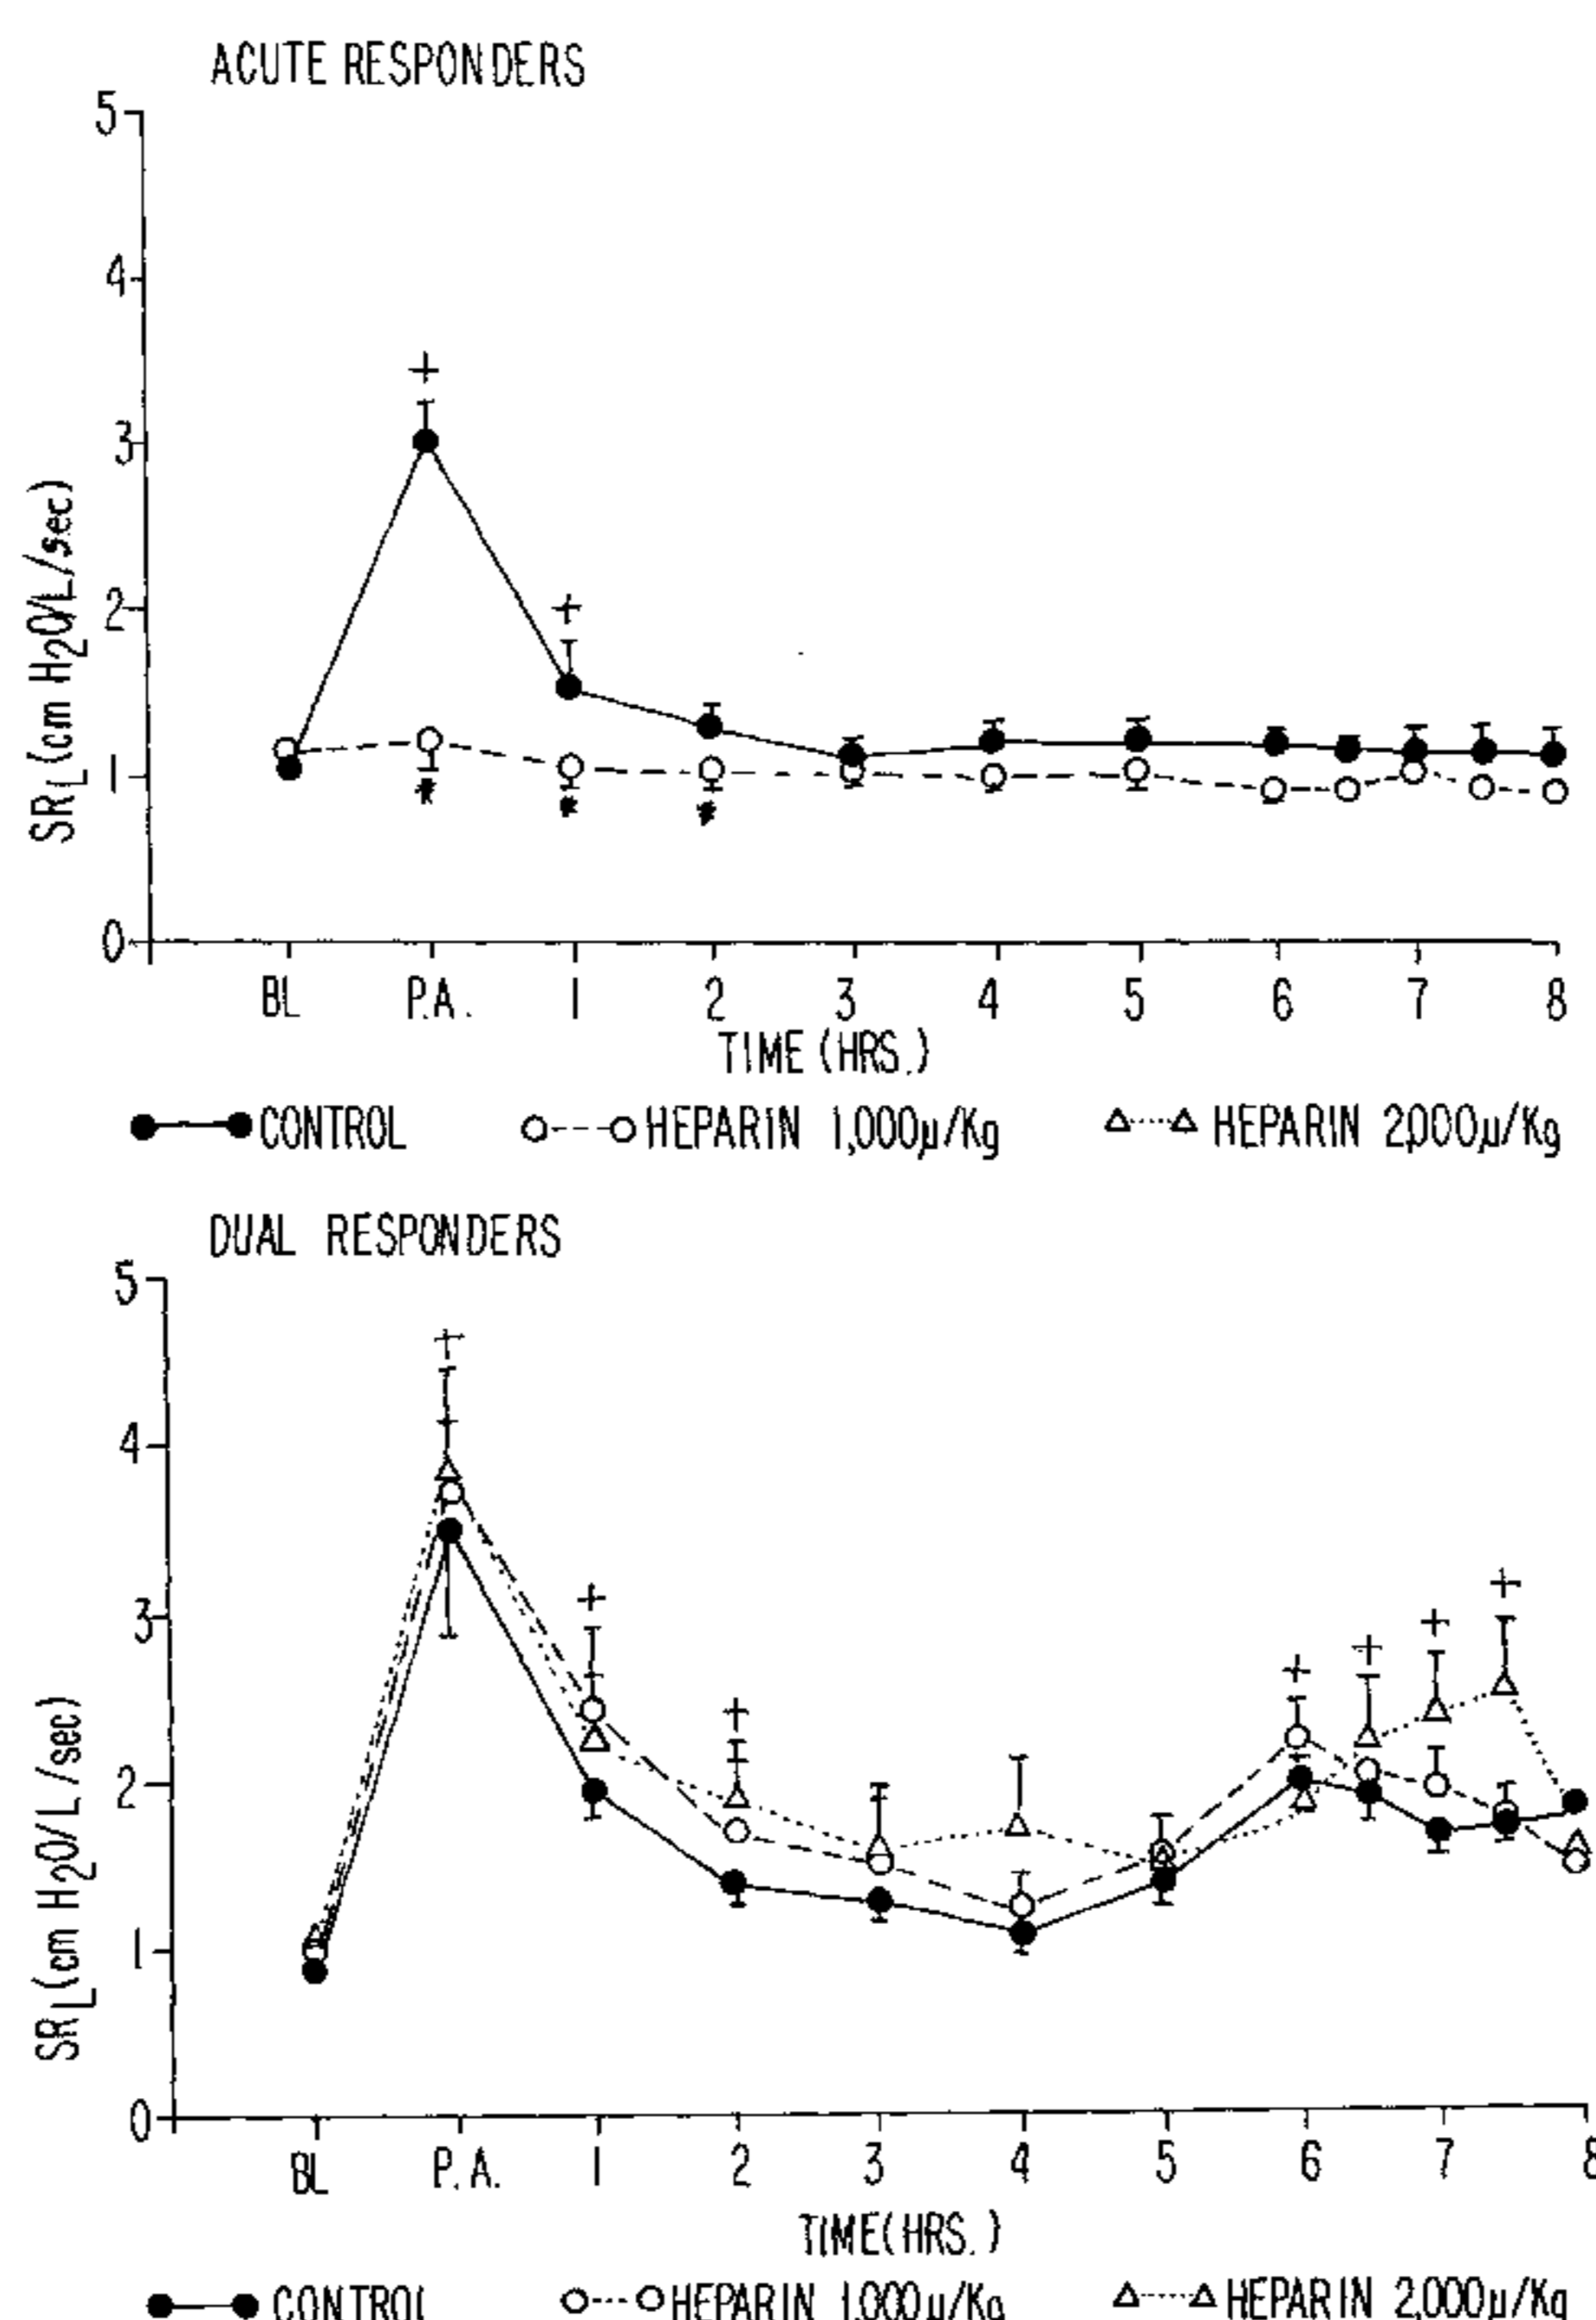 ACUTE RESPONDERS
5
4
3
2
1
0
SRL (cm H2O/L/sec)
BL P.A. 1 2 3 4 5 6 7 8
TIME (HRS.)
CONTROL HEPARIN 1,000µ/Kg HEPARIN 2,000µ/Kg
DUAL RESPONDERS
5
4
3
2
1
0
SRL (cm H2O/L/sec)
BL P.A. 1 2 3 4 5 6 7 8
TIME (HRS.)
CONTROL HEPARIN 1,000µ/Kg HEPARIN 2,000µ/Kg